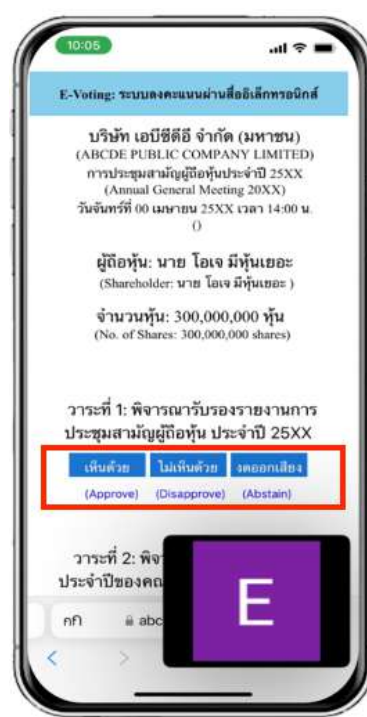 10:05
E-Voting: ระบบลงคะแนนผ่านสื่ออิเล็กทรอนิกส์
บริษัท เอบีซีดีอี จำกัด (มหาชน)
(ABCDE PUBLIC COMPANY LIMITED)
การประชุมสามัญผู้ถือหุ้นประจำปี 25XX
(Annual General Meeting 20XX)
วันจันทร์ที่ 00 เมษายน 25XX เวลา 14:00 น.
()
ผู้ถือหุ้น: นาย โอเจ มีหุ้นเยอะ
(Shareholder: นาย โอเจ มีหุ้นเยอะ )
จำนวนหุ้น: 300,000,000 หุ้น
(No. of Shares: 300,000,000 shares)
วาระที่ 1: พิจารณารับรองรายงานการ
ประชุมสามัญผู้ถือหุ้น ประจำปี 25XX
เห็นด้วย ไม่เห็นด้วย งดออกเสียง
(Approve) (Disapprove) (Abstain)
วาระที่ 2: พิจา
ประจำปีของคณ
E
กก abc